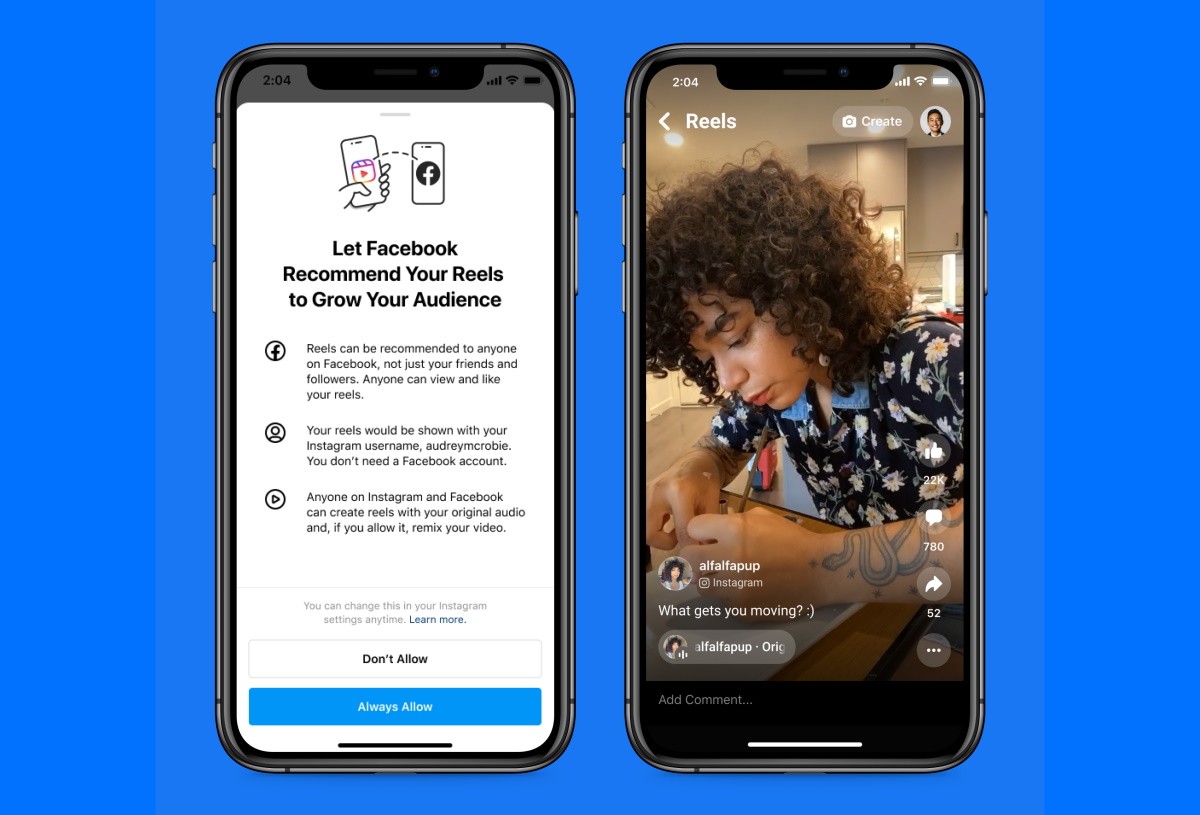 2:04
Let Facebook
Recommend Your Reels
to Grow Your Audience
Reels can be recommended to anyone
on Facebook, not just your friends and
followers. Anyone can view and like
your reels.
Your reels would be shown with your
Instagram username, audreymcrobie.
You don’t need a Facebook account.
Anyone on Instagram and Facebook
can create reels with your original audio
and, if you allow it, remix your video.
You can change this in your Instagram
settings anytime. Learn more.
Don’t Allow
Always Allow
2:04
Reels
Create
22K
780
alfalfapup
Instagram
52
What gets you moving? :)
alfalfapup · Orig
Add Comment...